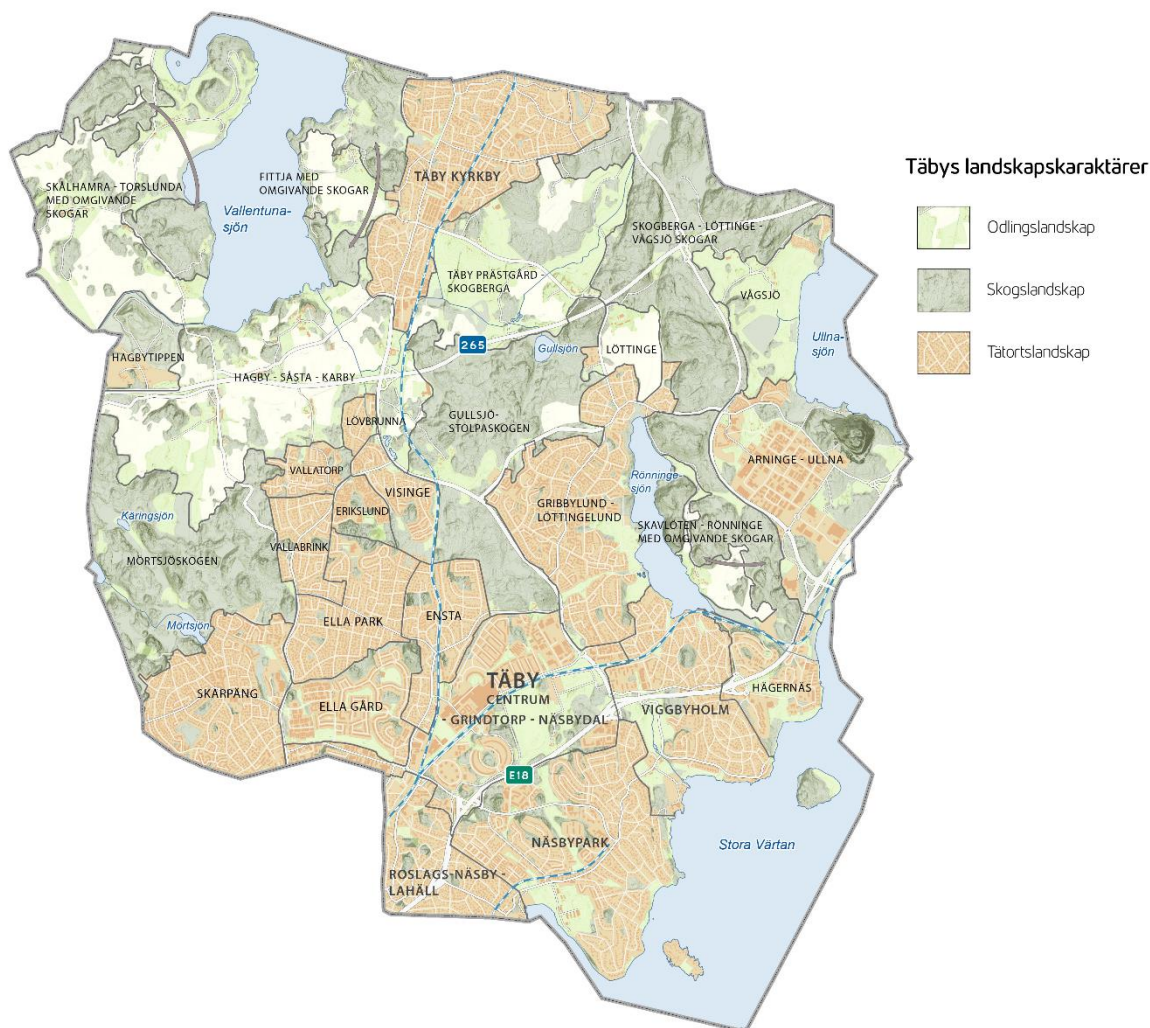 Täbys landskapskaraktärer
Odlingslandskap
Skogslandskap
Tätortslandskap
SKÅLHAMRA - TORSLUNDA
MED OMGIVANDE
SKOGAR
Vallentuna-
sjön
FITTJA MED
OMGIVANDE SKOGAR
TÄBY KYRKBY
SKOGBERGA - LÖTTINGE -
VÅGSJÖ SKOGAR
TÄBY PRÄSTGÅRD -
SKOGBERGA
VÅGSJÖ
Ullna-
sjön
HAGBYTIPPEN
265
Gullsjön
LÖTTINGE
HAGBY - SÅSTA - KARBY
LÖVBRUNNA
GULLSJÖ-
STOLPASKOGEN
VALLATORP
VISINGE
ERIKSLUND
ARNINGE - ULLNA
Rönninge
sjön
GRIBBYLUND -
LÖTTINGELUND
SKAVLÖTEN - RÖNNINGE
MED OMGIVANDE SKOGAR
Käringsjön
MÖRTSJÖSKOGEN
VALLABRINK
Mörtsjön
ELLA PARK
ENSTA
SKARPÄNG
ELLA GÅRD
TÄBY
CENTRUM
- GRINDTORP - NÄSBYDAL
HÄGERNÄS
VIGGBYHOLM
E18
NÄSBYPARK
Stora Värtan
ROSLAGS-NÄSBY -
LAHÄLL